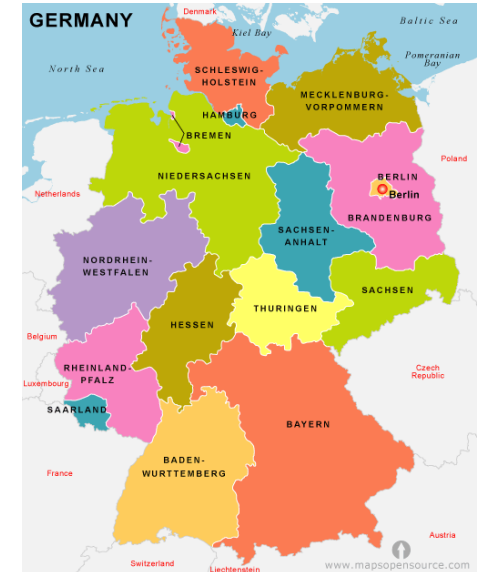 GERMANY
Denmark
Baltic Sea
Kiel Bay
Pomeranian
Bay
North Sea
SCHLESWIG-
HOLSTEIN
MECKLENBURG-
VORPOMMERN
HAMBURG
BREMEN
Poland
NIEDERSACHSEN
BERLIN
Berlin
Netherlands
BRANDENBURG
SACHSEN-
ANHALT
NORDRHEIN-
WESTFALEN
SACHSEN
THURINGEN
HESSEN
Belgium
RHEINLAND-
PFALZ
Czech
Republic
Luxembourg
SAARLAND
BAYERN
BADEN-
WURTTEMBERG
France
Austria
Switzerland
www.mapsopensource.com
Liechtenstein